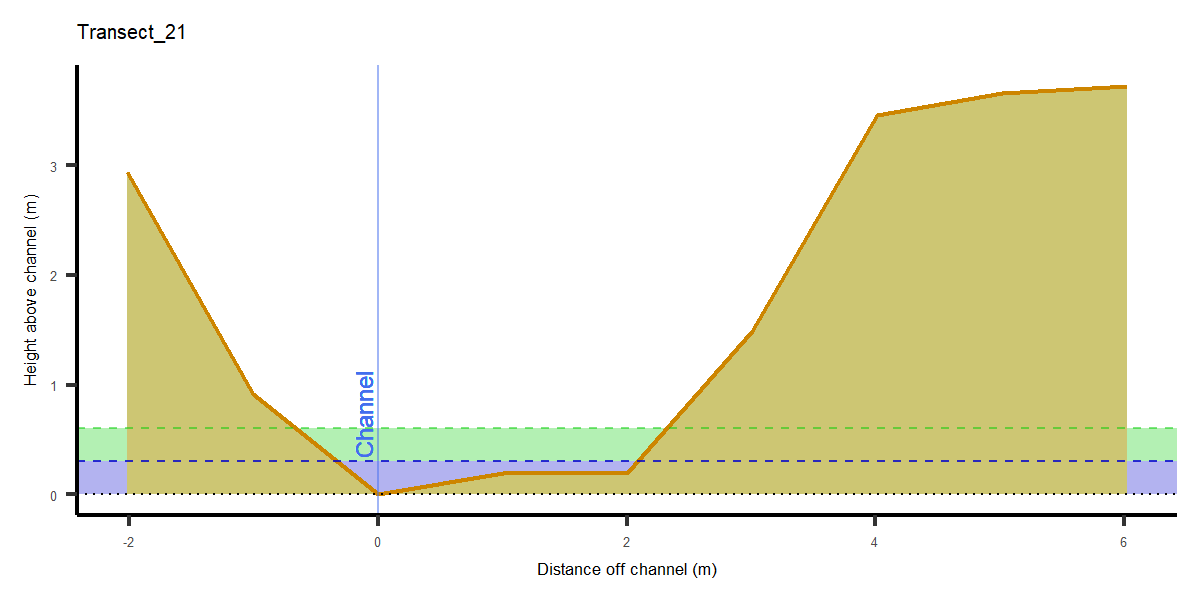 Transect_21
Height above channel (m)
3
2
1
0
Channel
-2
0
2
4
6
Distance off channel (m)